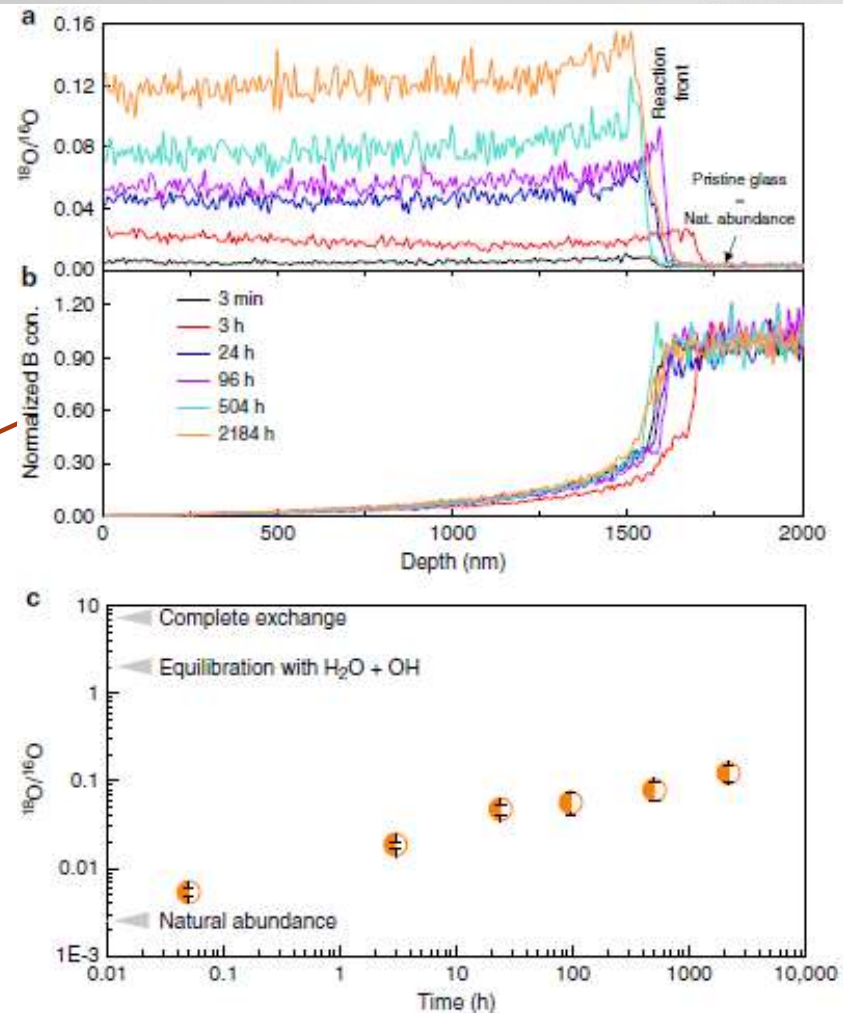 a
0.16
0.12
0.08
0.04
0.00
¹⁸O/¹⁶O
Reaction
front
Pristine glass
=
Nat. abundance
b
1.20
0.90
0.60
0.30
0.00
Normalized B con.
3 min
3 h
24 h
96 h
504 h
2184 h
0
500
1000
1500
2000
Depth (nm)
c
10
1
0.1
0.01
1E-3
¹⁸O/¹⁶O
Complete exchange
Equilibration with H₂O + OH
Natural abundance
0.01
0.1
1
10
100
1000
10,000
Time (h)